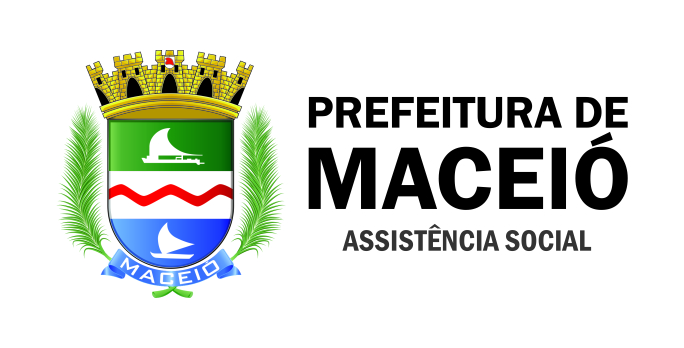 PREFEITURA DE
MACEIÓ
ASSISTÊNCIA SOCIAL
MACEIÓ